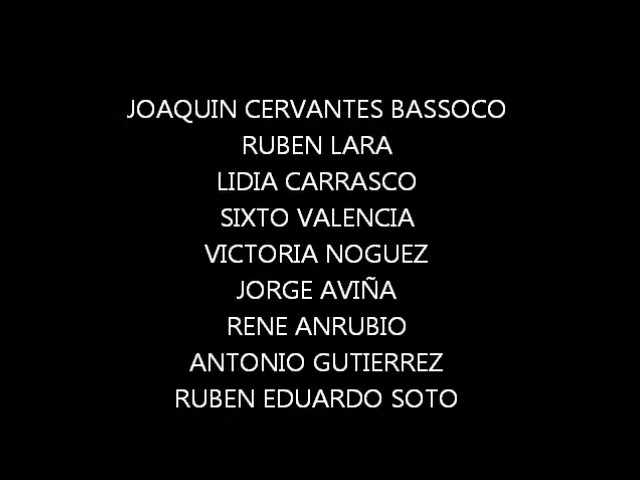 JOAQUIN CERVANTES BASSOCO
RUBEN LARA
LIDIA CARRASCO
SIXTO VALENCIA
VICTORIA NOGUEZ
JORGE AVIÑA
RENE ANRUBIO
ANTONIO GUTIERREZ
RUBEN EDUARDO SOTO